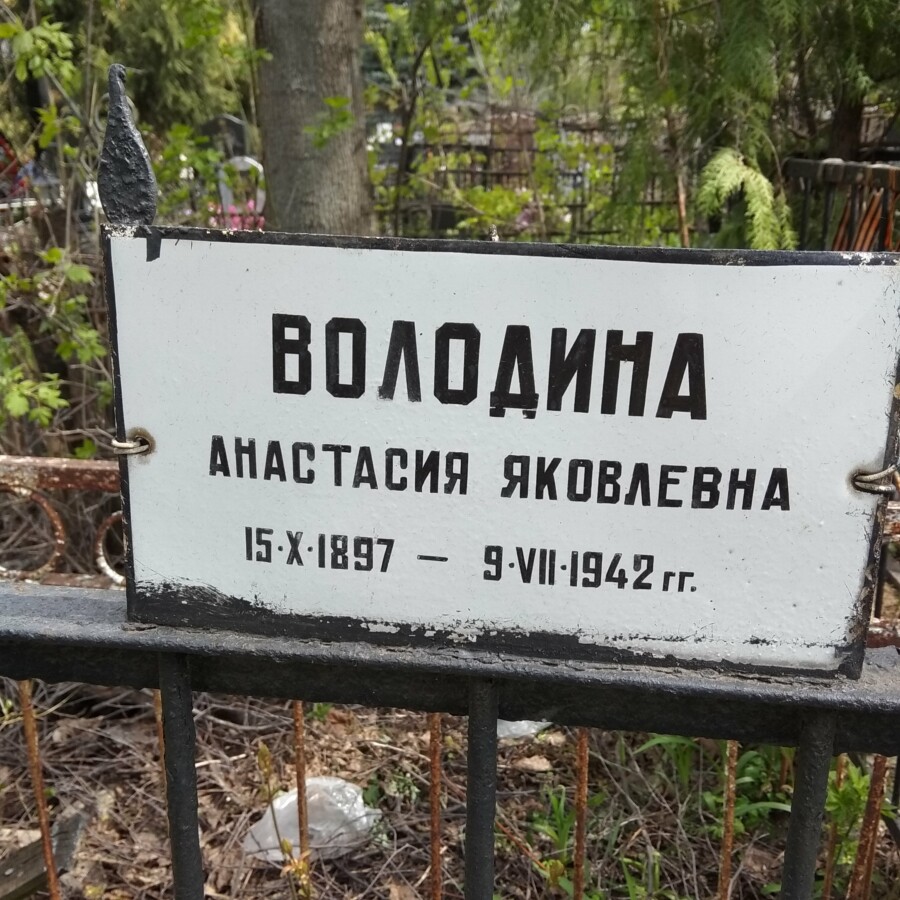 ВОЛОДИНА
АНАСТАСИЯ ЯКОВЛЕВНА
15·X·1897 — 9·VII·1942 гг.